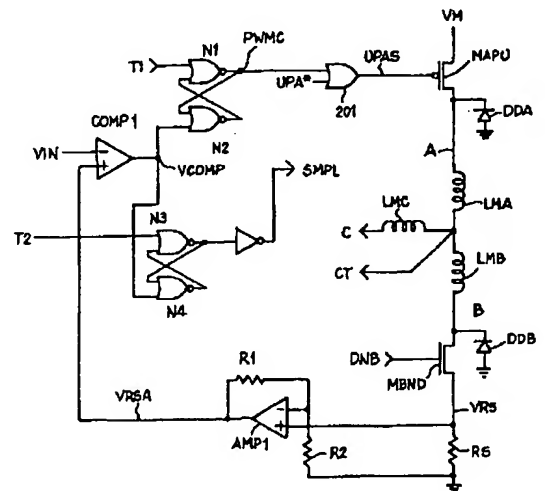 VM
N1
PWMC
T1
UPAS
MAPU
UPA*
201
DDA
COMP1
N2
A
VIN
VCOMP
SMPL
LMA
LMC
C
N3
T2
CT
LMB
N4
B
DDB
R1
DNB
MBND
VRSA
VRS
AMP1
R2
RS